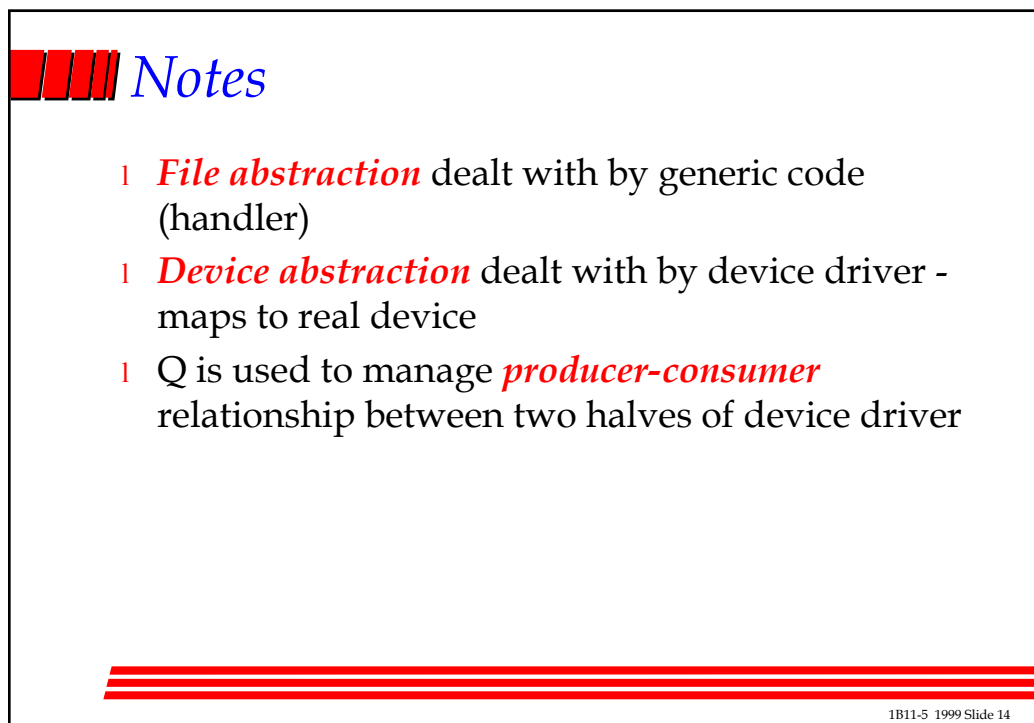 Notes
l File abstraction dealt with by generic code
(handler)
l Device abstraction dealt with by device driver -
maps to real device
l Q is used to manage producer-consumer
relationship between two halves of device driver
1B11-5 1999 Slide 14